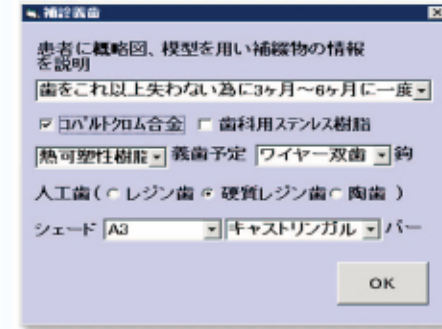 補綴義歯
患者に概略図、模型を用い補綴物の情報
を説明
歯をこれ以上失わない為に3ヶ月～6ヶ月に一度
コバルトクロム合金 歯科用ステンレス樹脂
熱可塑性樹脂 義歯予定 ワイヤー双歯 鉤
人工歯( レジン歯 硬質レジン歯 陶歯 )
シェード A3 キャストリンガル バー
OK